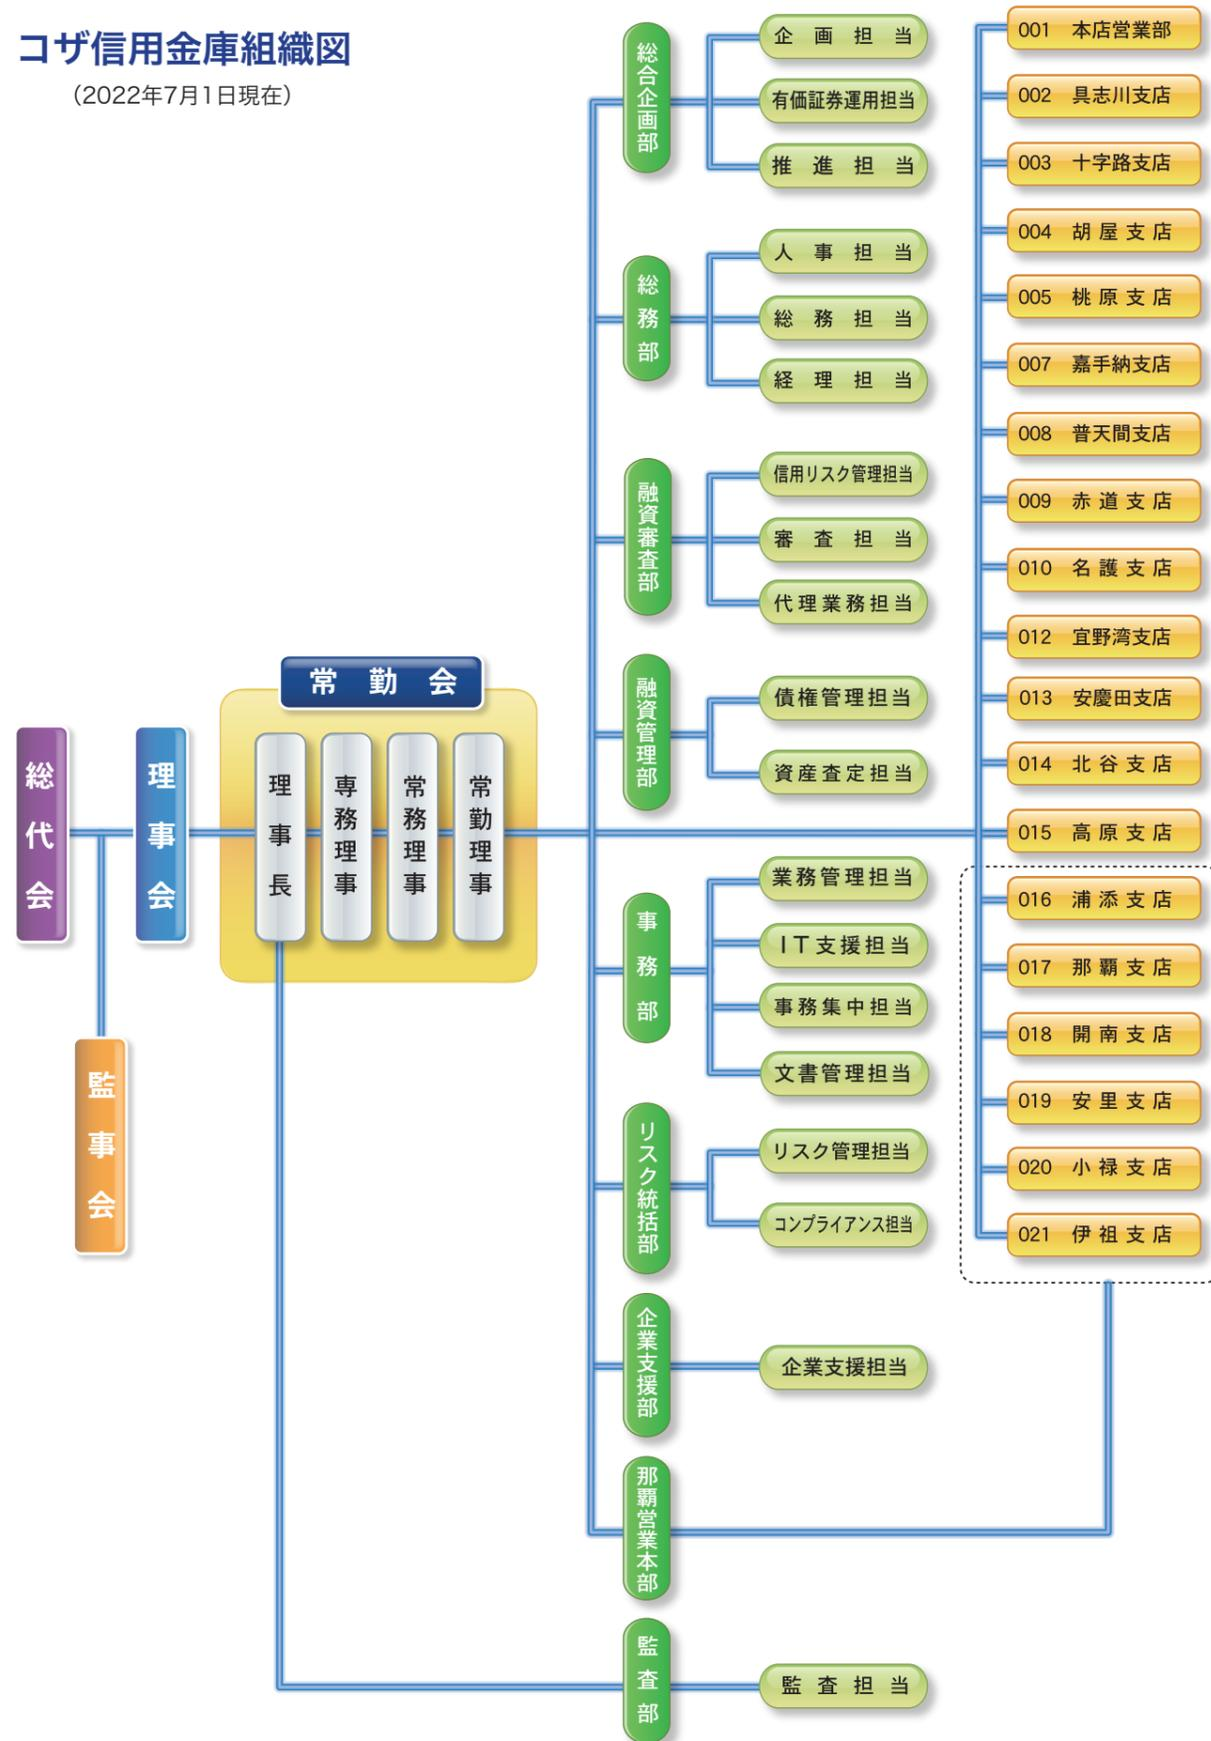 コザ信用金庫組織図
（2022年7月1日現在）
総代会
理事会
監事会
常勤会
理事長
専務理事
常務理事
常勤理事
総合企画部
企画担当
有価証券運用担当
推進担当
総務部
人事担当
総務担当
経理担当
融資審査部
信用リスク管理担当
審査担当
代理業務担当
融資管理部
債権管理担当
資産査定担当
事務部
業務管理担当
IT支援担当
事務集中担当
文書管理担当
リスク統括部
リスク管理担当
コンプライアンス担当
企業支援部
企業支援担当
那覇営業本部
監査部
監査担当
001 本店営業部
002 具志川支店
003 十字路支店
004 胡屋支店
005 桃原支店
007 嘉手納支店
008 普天間支店
009 赤道支店
010 名護支店
012 宜野湾支店
013 安慶田支店
014 北谷支店
015 高原支店
016 浦添支店
017 那覇支店
018 開南支店
019 安里支店
020 小禄支店
021 伊祖支店